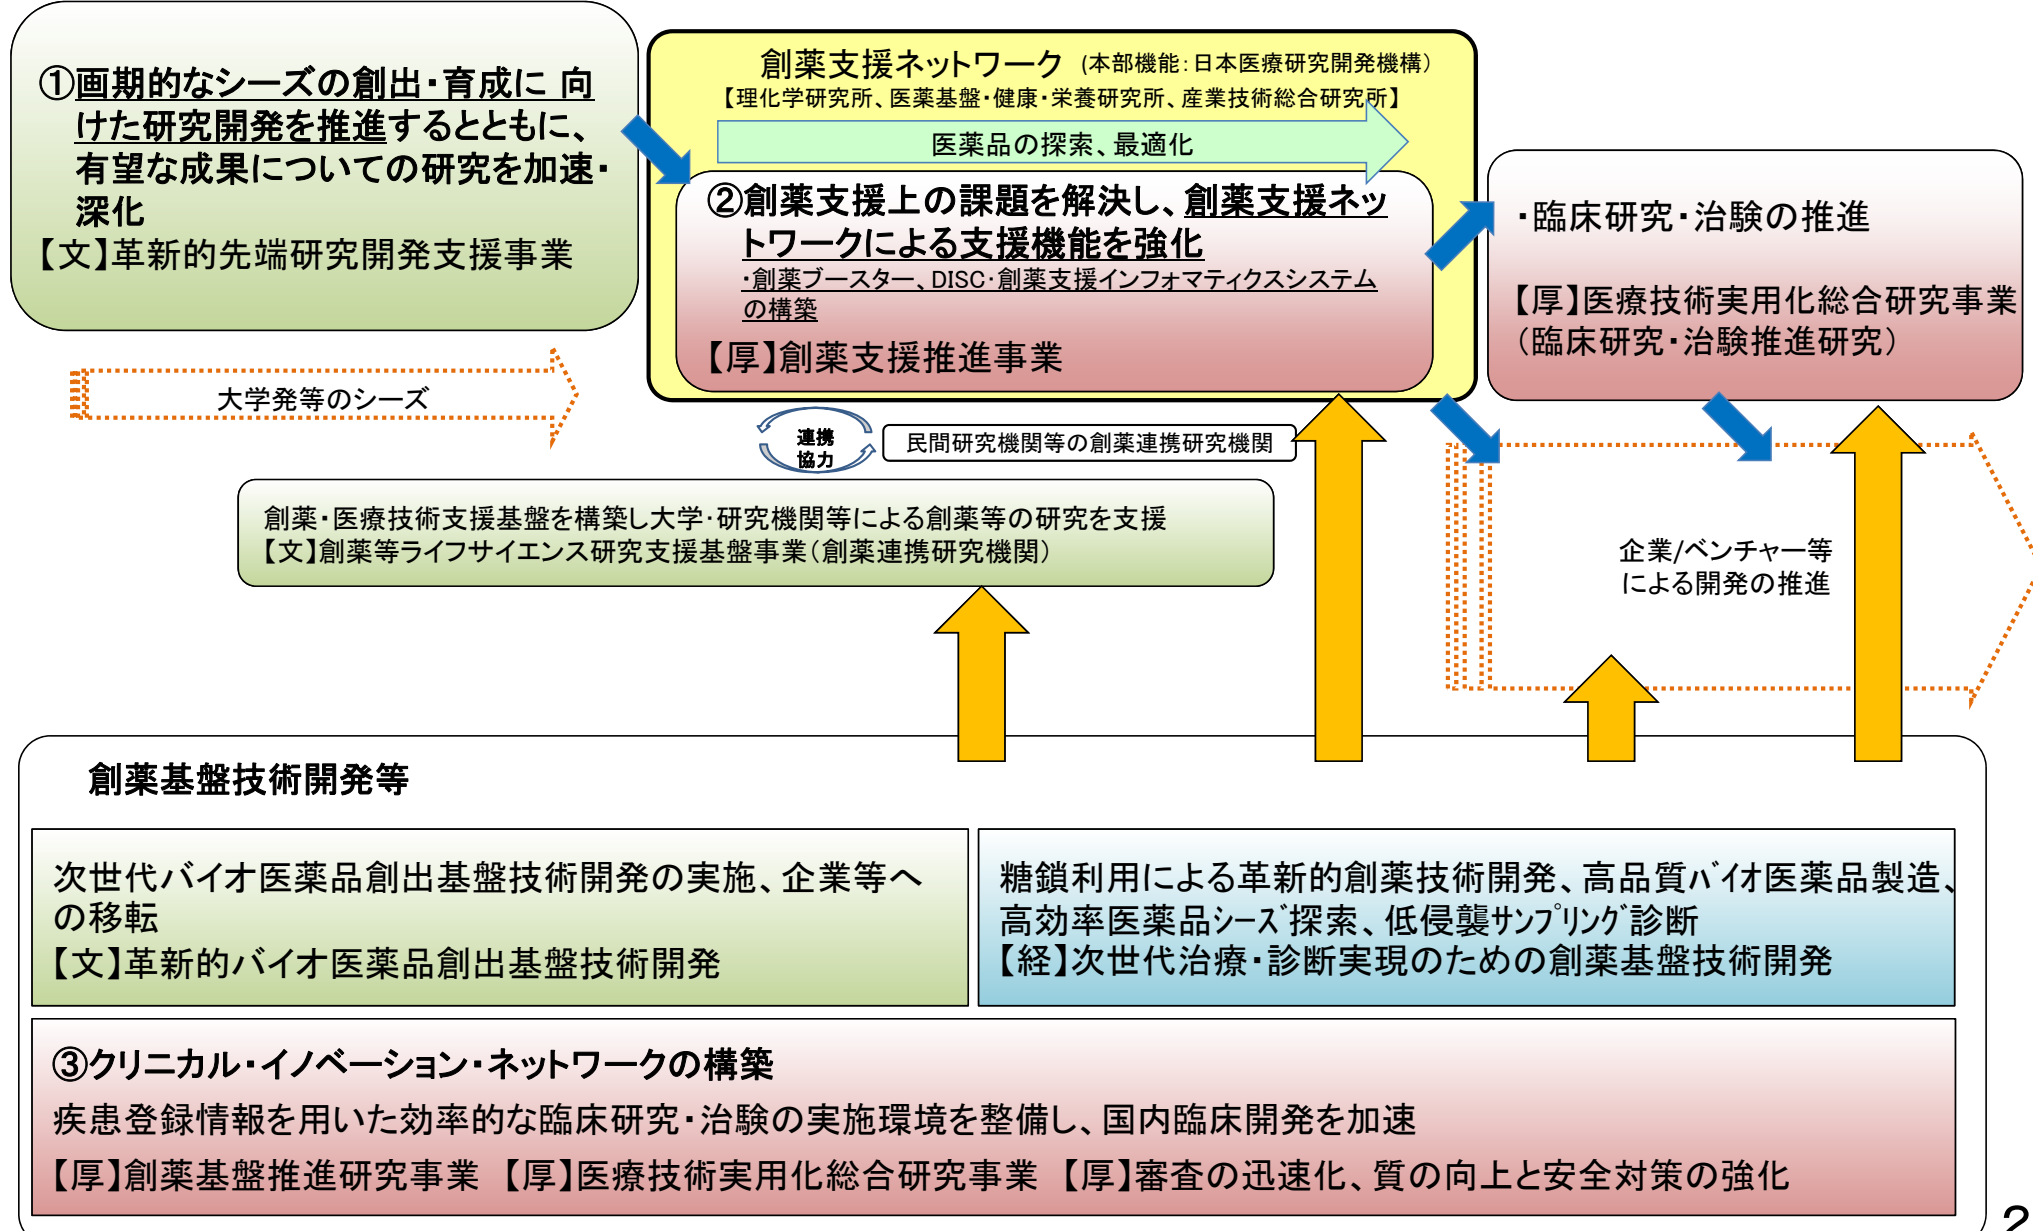 ①画期的なシーズの創出・育成に 向
けた研究開発を推進するとともに、
有望な成果についての研究を加速・
深化
【文】革新的先端研究開発支援事業
大学発等のシーズ
創薬支援ネットワーク (本部機能:日本医療研究開発機構)
【理化学研究所、医薬基盤・健康・栄養研究所、産業技術総合研究所】
医薬品の探索、最適化
②創薬支援上の課題を解決し、創薬支援ネッ
トワークによる支援機能を強化
・創薬ブースター、DISC・創薬支援インフォマティクスシステム
の構築
【厚】創薬支援推進事業
・臨床研究・治験の推進
【厚】医療技術実用化総合研究事業
(臨床研究・治験推進研究)
連携
協力
民間研究機関等の創薬連携研究機関
創薬・医療技術支援基盤を構築し大学・研究機関等による創薬等の研究を支援
【文】創薬等ライフサイエンス研究支援基盤事業(創薬連携研究機関)
企業/ベンチャー等
による開発の推進
創薬基盤技術開発等
次世代バイオ医薬品創出基盤技術開発の実施、企業等へ
の移転
【文】革新的バイオ医薬品創出基盤技術開発
糖鎖利用による革新的創薬技術開発、高品質ﾊﾞｲｵ医薬品製造、
高効率医薬品ｼｰｽﾞ探索、低侵襲ｻﾝﾌﾟﾘﾝｸﾞ診断
【経】次世代治療・診断実現のための創薬基盤技術開発
③クリニカル・イノベーション・ネットワークの構築
疾患登録情報を用いた効率的な臨床研究・治験の実施環境を整備し、国内臨床開発を加速
【厚】創薬基盤推進研究事業 【厚】医療技術実用化総合研究事業 【厚】審査の迅速化、質の向上と安全対策の強化
2